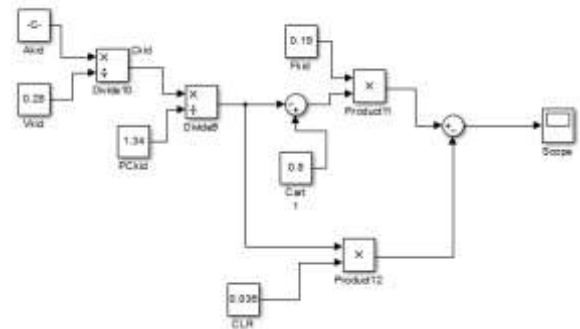 -C-
Akid
0.28
Vkid
Ckid
Divide10
1.34
PCkid
Divide9
0.19
Fkid
Product11
0.8
Cart
1
Scope
Product12
0.036
CLR